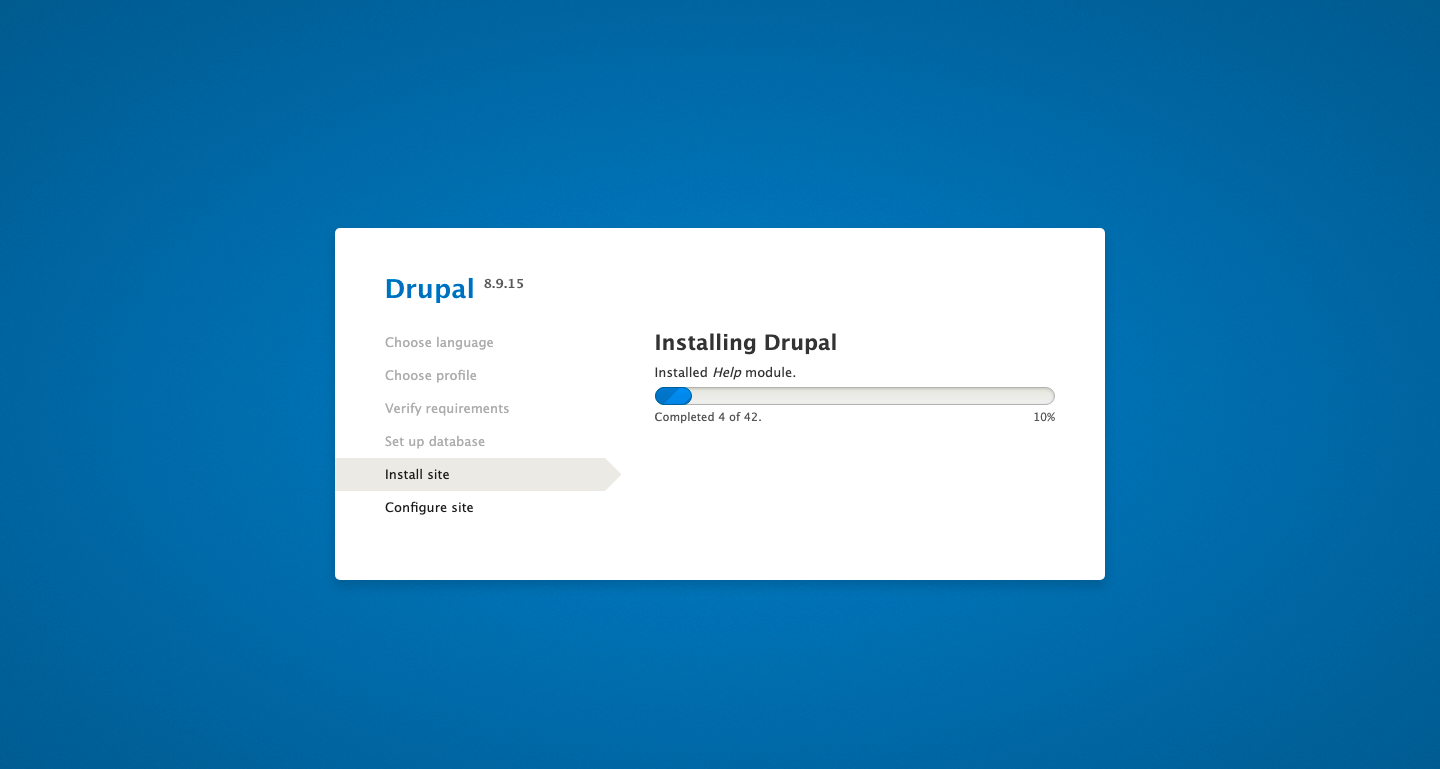 Drupal 8.9.15
Choose language
Choose profile
Verify requirements
Set up database
Install site
Configure site
Installing Drupal
Installed Help module.
Completed 4 of 42. 10%